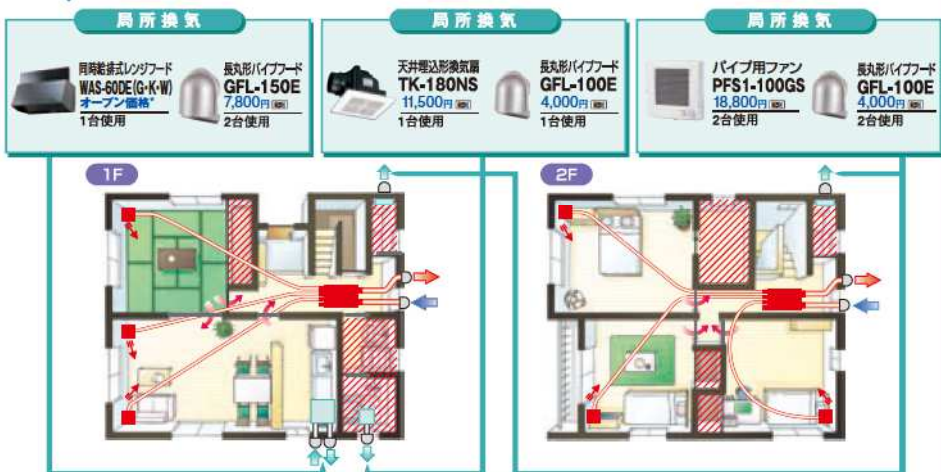 局所換気
同時給排式レンジフード
WAS-60DE(G・K・W)
オープン価格*
1台使用
長丸形パイプフード
GFL-150E
7,800円
2台使用
局所換気
天井埋込形換気扇
TK-180NS
11,500円
1台使用
長丸形パイプフード
GFL-100E
4,000円
1台使用
局所換気
パイプ用ファン
PFS1-100GS
18,800円
2台使用
長丸形パイプフード
GFL-100E
4,000円
2台使用
1F
2F